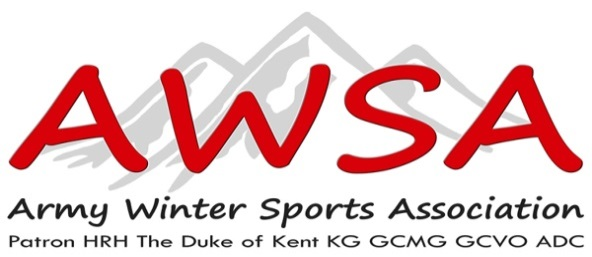 AWSA
Army Winter Sports Association
Patron HRH The Duke of Kent KG GCMG GCVO ADC